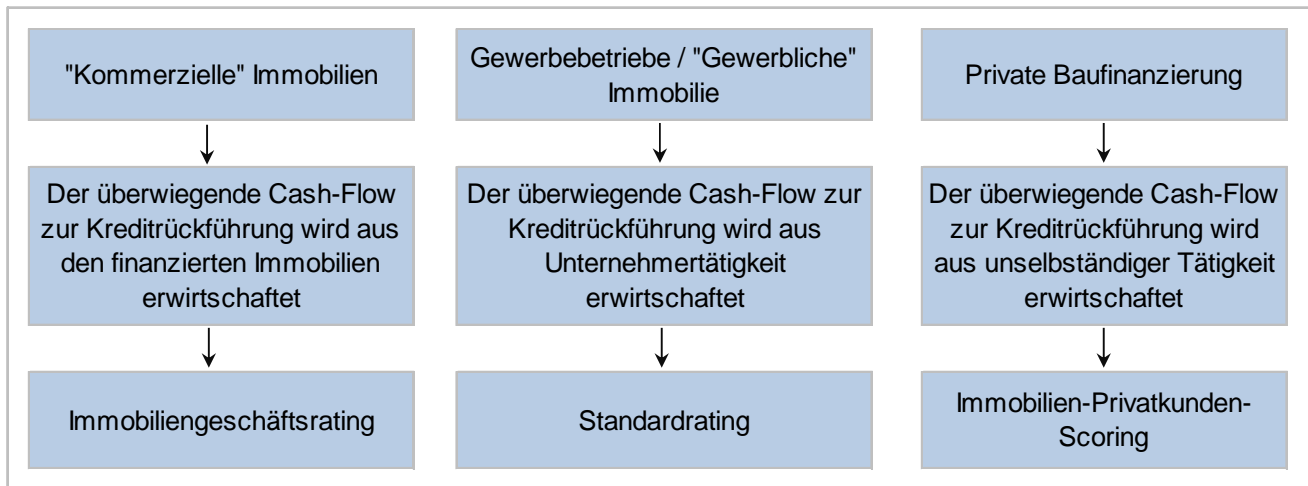 "Kommerzielle" Immobilien
Gewerbebetriebe / "Gewerbliche"
Immobilie
Private Baufinanzierung
Der überwiegende Cash-Flow
zur Kreditrückführung wird aus
den finanzierten Immobilien
erwirtschaftet
Der überwiegende Cash-Flow zur
Kreditrückführung wird aus
Unternehmertätigkeit
erwirtschaftet
Der überwiegende Cash-Flow
zur Kreditrückführung wird
aus unselbständiger Tätigkeit
erwirtschaftet
Immobiliengeschäftsrating
Standardrating
Immobilien-Privatkunden-
Scoring